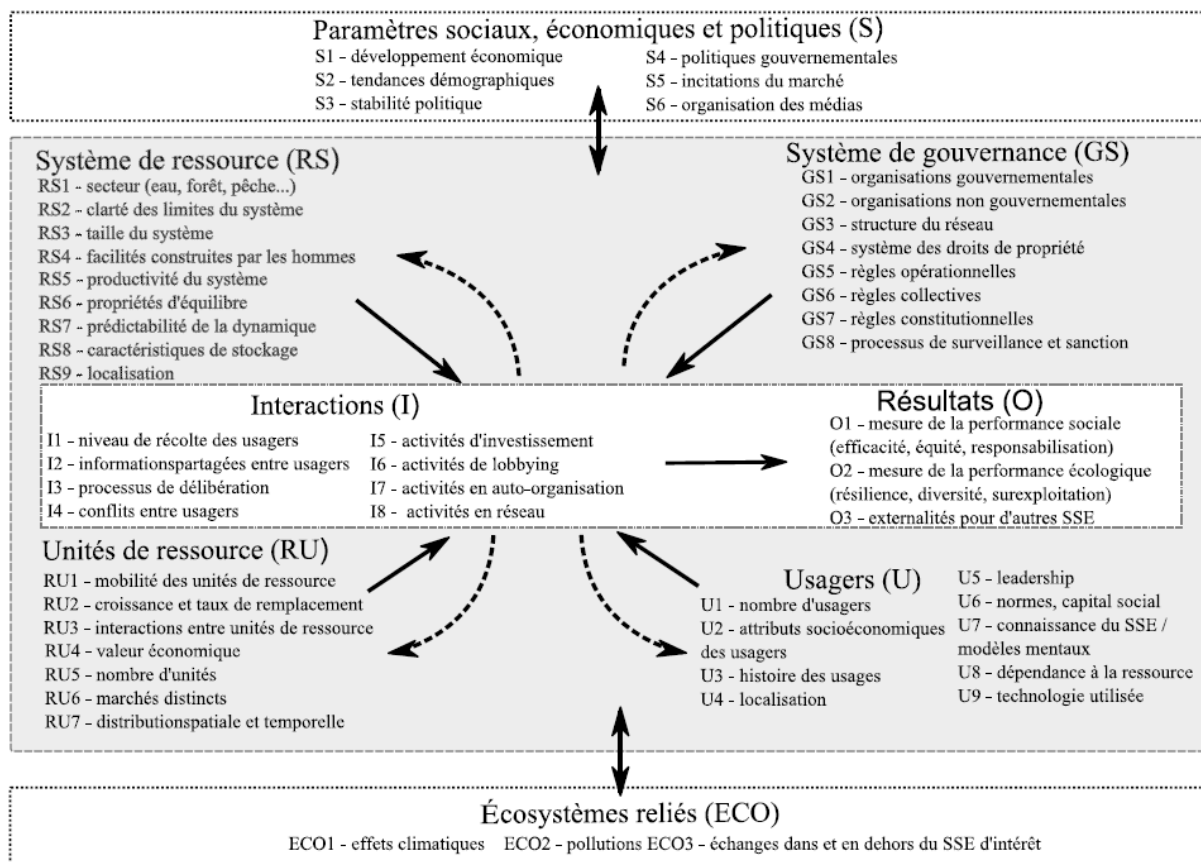 Paramètres sociaux, économiques et politiques (S)
S1 - développement économique
S2 - tendances démographiques
S3 - stabilité politique
S4 - politiques gouvernementales
S5 - incitations du marché
S6 - organisation des médias
Système de ressource (RS)
RS1 - secteur (eau, forêt, pêche...)
RS2 - clarté des limites du système
RS3 - taille du système
RS4 - facilités construites par les hommes
RS5 - productivité du système
RS6 - propriétés d'équilibre
RS7 - prédictabilité de la dynamique
RS8 - caractéristiques de stockage
RS9 - localisation
Système de gouvernance (GS)
GS1 - organisations gouvernementales
GS2 - organisations non gouvernementales
GS3 - structure du réseau
GS4 - système des droits de propriété
GS5 - règles opérationnelles
GS6 - règles collectives
GS7 - règles constitutionnelles
GS8 - processus de surveillance et sanction
Interactions (I)
I1 - niveau de récolte des usagers
I2 - informationspartagées entre usagers
I3 - processus de délibération
I4 - conflits entre usagers
I5 - activités d'investissement
I6 - activités de lobbying
I7 - activités en auto-organisation
I8 - activités en réseau
Résultats (O)
O1 - mesure de la performance sociale
(efficacité, équité, responsabilisation)
O2 - mesure de la performance écologique
(résilience, diversité, surexploitation)
O3 - externalités pour d'autres SSE
Unités de ressource (RU)
RU1 - mobilité des unités de ressource
RU2 - croissance et taux de remplacement
RU3 - interactions entre unités de ressource
RU4 - valeur économique
RU5 - nombre d'unités
RU6 - marchés distincts
RU7 - distributionspatiale et temporelle
Usagers (U)
U1 - nombre d'usagers
U2 - attributs socioéconomiques
des usagers
U3 - histoire des usages
U4 - localisation
U5 - leadership
U6 - normes, capital social
U7 - connaissance du SSE /
modèles mentaux
U8 - dépendance à la ressource
U9 - technologie utilisée
Écosystèmes reliés (ECO)
ECO1 - effets climatiques ECO2 - pollutions ECO3 - échanges dans et en dehors du SSE d'intérêt